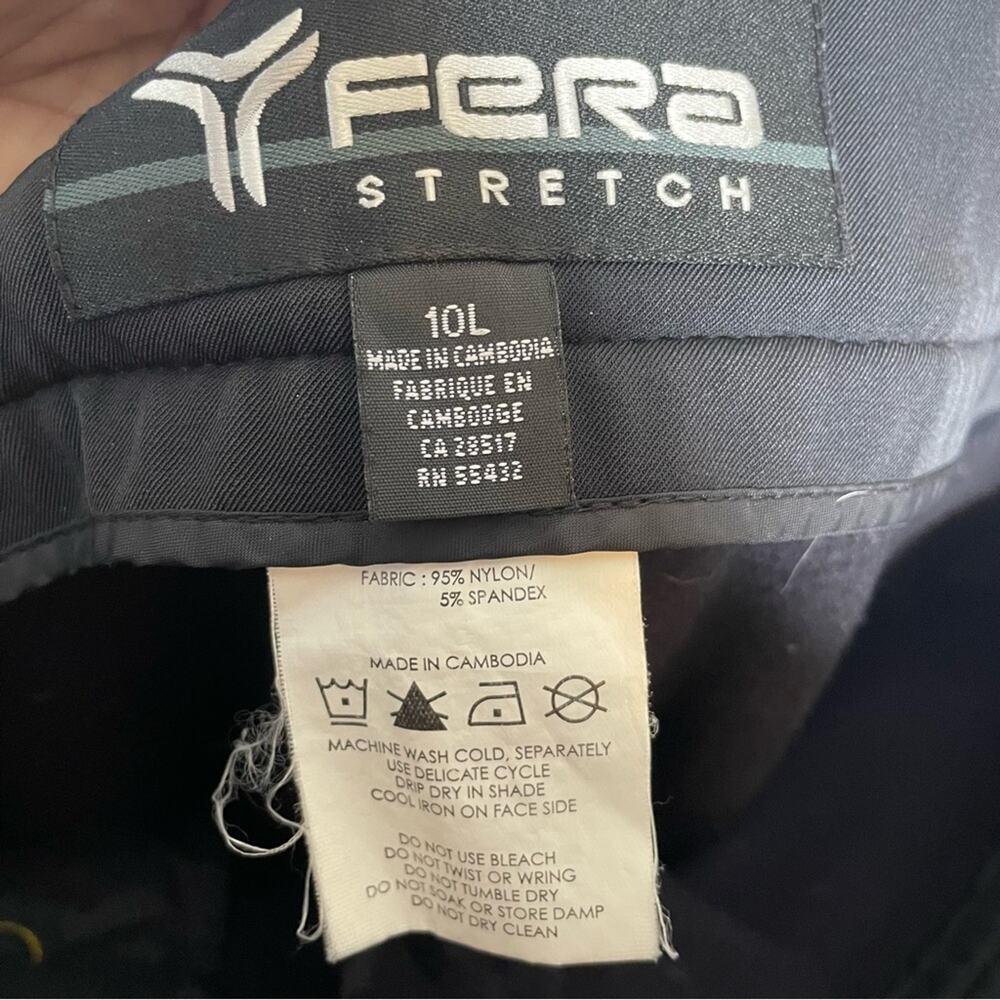 FERA
STRETCH
10L
MADE IN CAMBODIA
FABRIQUE EN
CAMBODGE
CA 28517
RN 55432
FABRIC : 95% NYLON/
5% SPANDEX
MADE IN CAMBODIA
MACHINE WASH COLD, SEPARATELY
USE DELICATE CYCLE
DRIP DRY IN SHADE
COOL IRON ON FACE SIDE
DO NOT USE BLEACH
DO NOT TWIST OR WRING
DO NOT TUMBLE DRY
DO NOT SOAK OR STORE DAMP
DO NOT DRY CLEAN